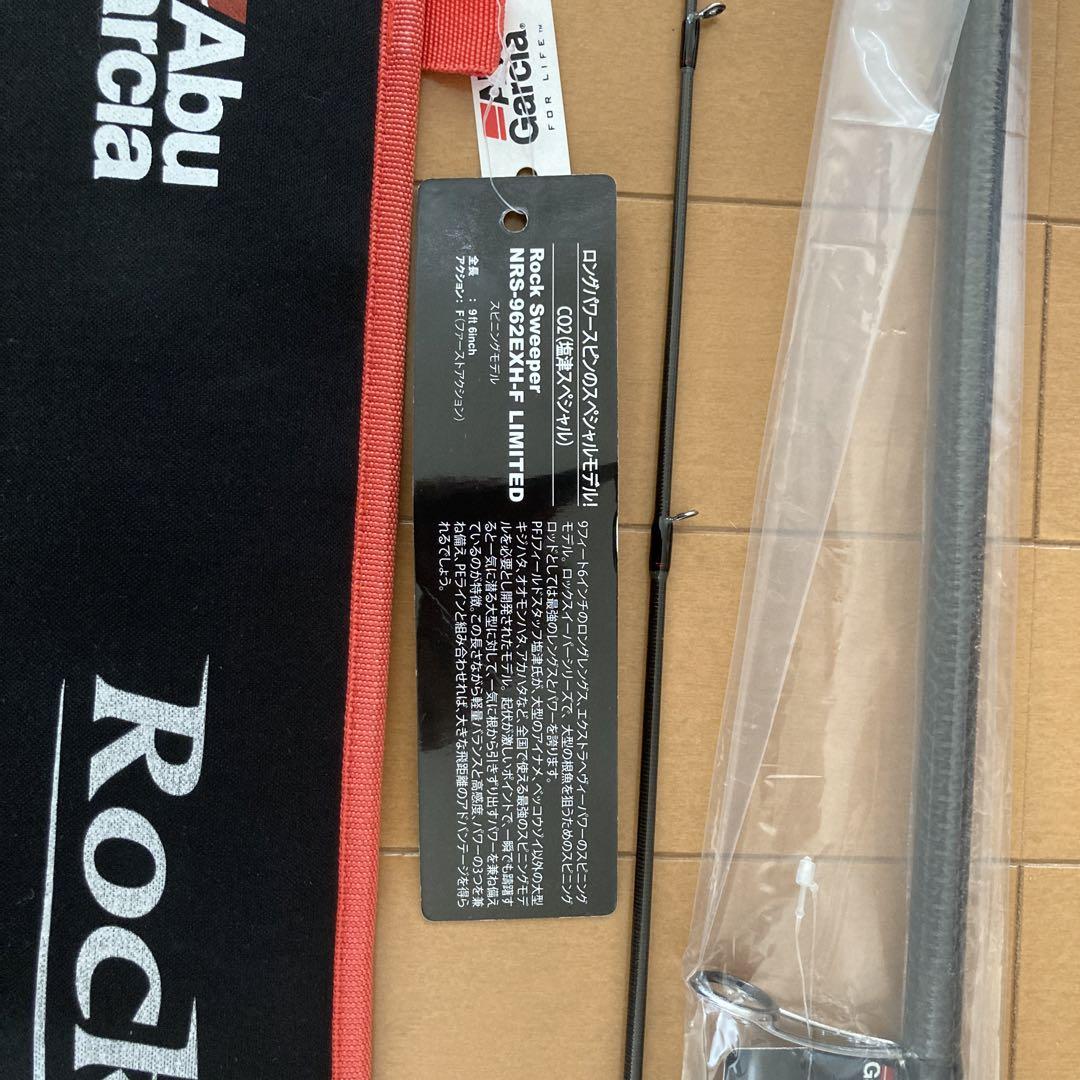 Abu
Garcia
FOR LIFE™
Abu
arcia
Rock
ロングパワースピンのスペシャルモデル!
CO2(塩津スペシャル)
Rock Sweeper
NRS-962EXH-F LIMITED
スピニングモデル
全長 : 9ft 6inch
アクション: F(ファーストアクション)
9フィート6インチのロングレングス、エクストラヘヴィーパワーのスピニング
モデル。ロックスイーパーシリーズで、大型の根魚を狙うためのスピニング
ロッドとしては最強のレングスとパワーを誇ります。
PFJフィールドスタッフ塩津氏が、大型のアイナメ、ベッコウゾイ以外の大型
キジハタ、オオモンハタ、アカハタなど、全国で使える最強のスピニングモデ
ルを必要とし開発されたモデル。起伏が激しいポイントで、一瞬でも躊躇す
ると一気に潜る大型に対して、一気に根から引きずり出すパワーを兼ね備え
ているのが特徴。この長さながら軽量バランスと高感度、パワーの3つを兼
ね備え、PEラインと組み合わせれば、大きな飛距離のアドバンテージを得ら
れるでしょう。
G